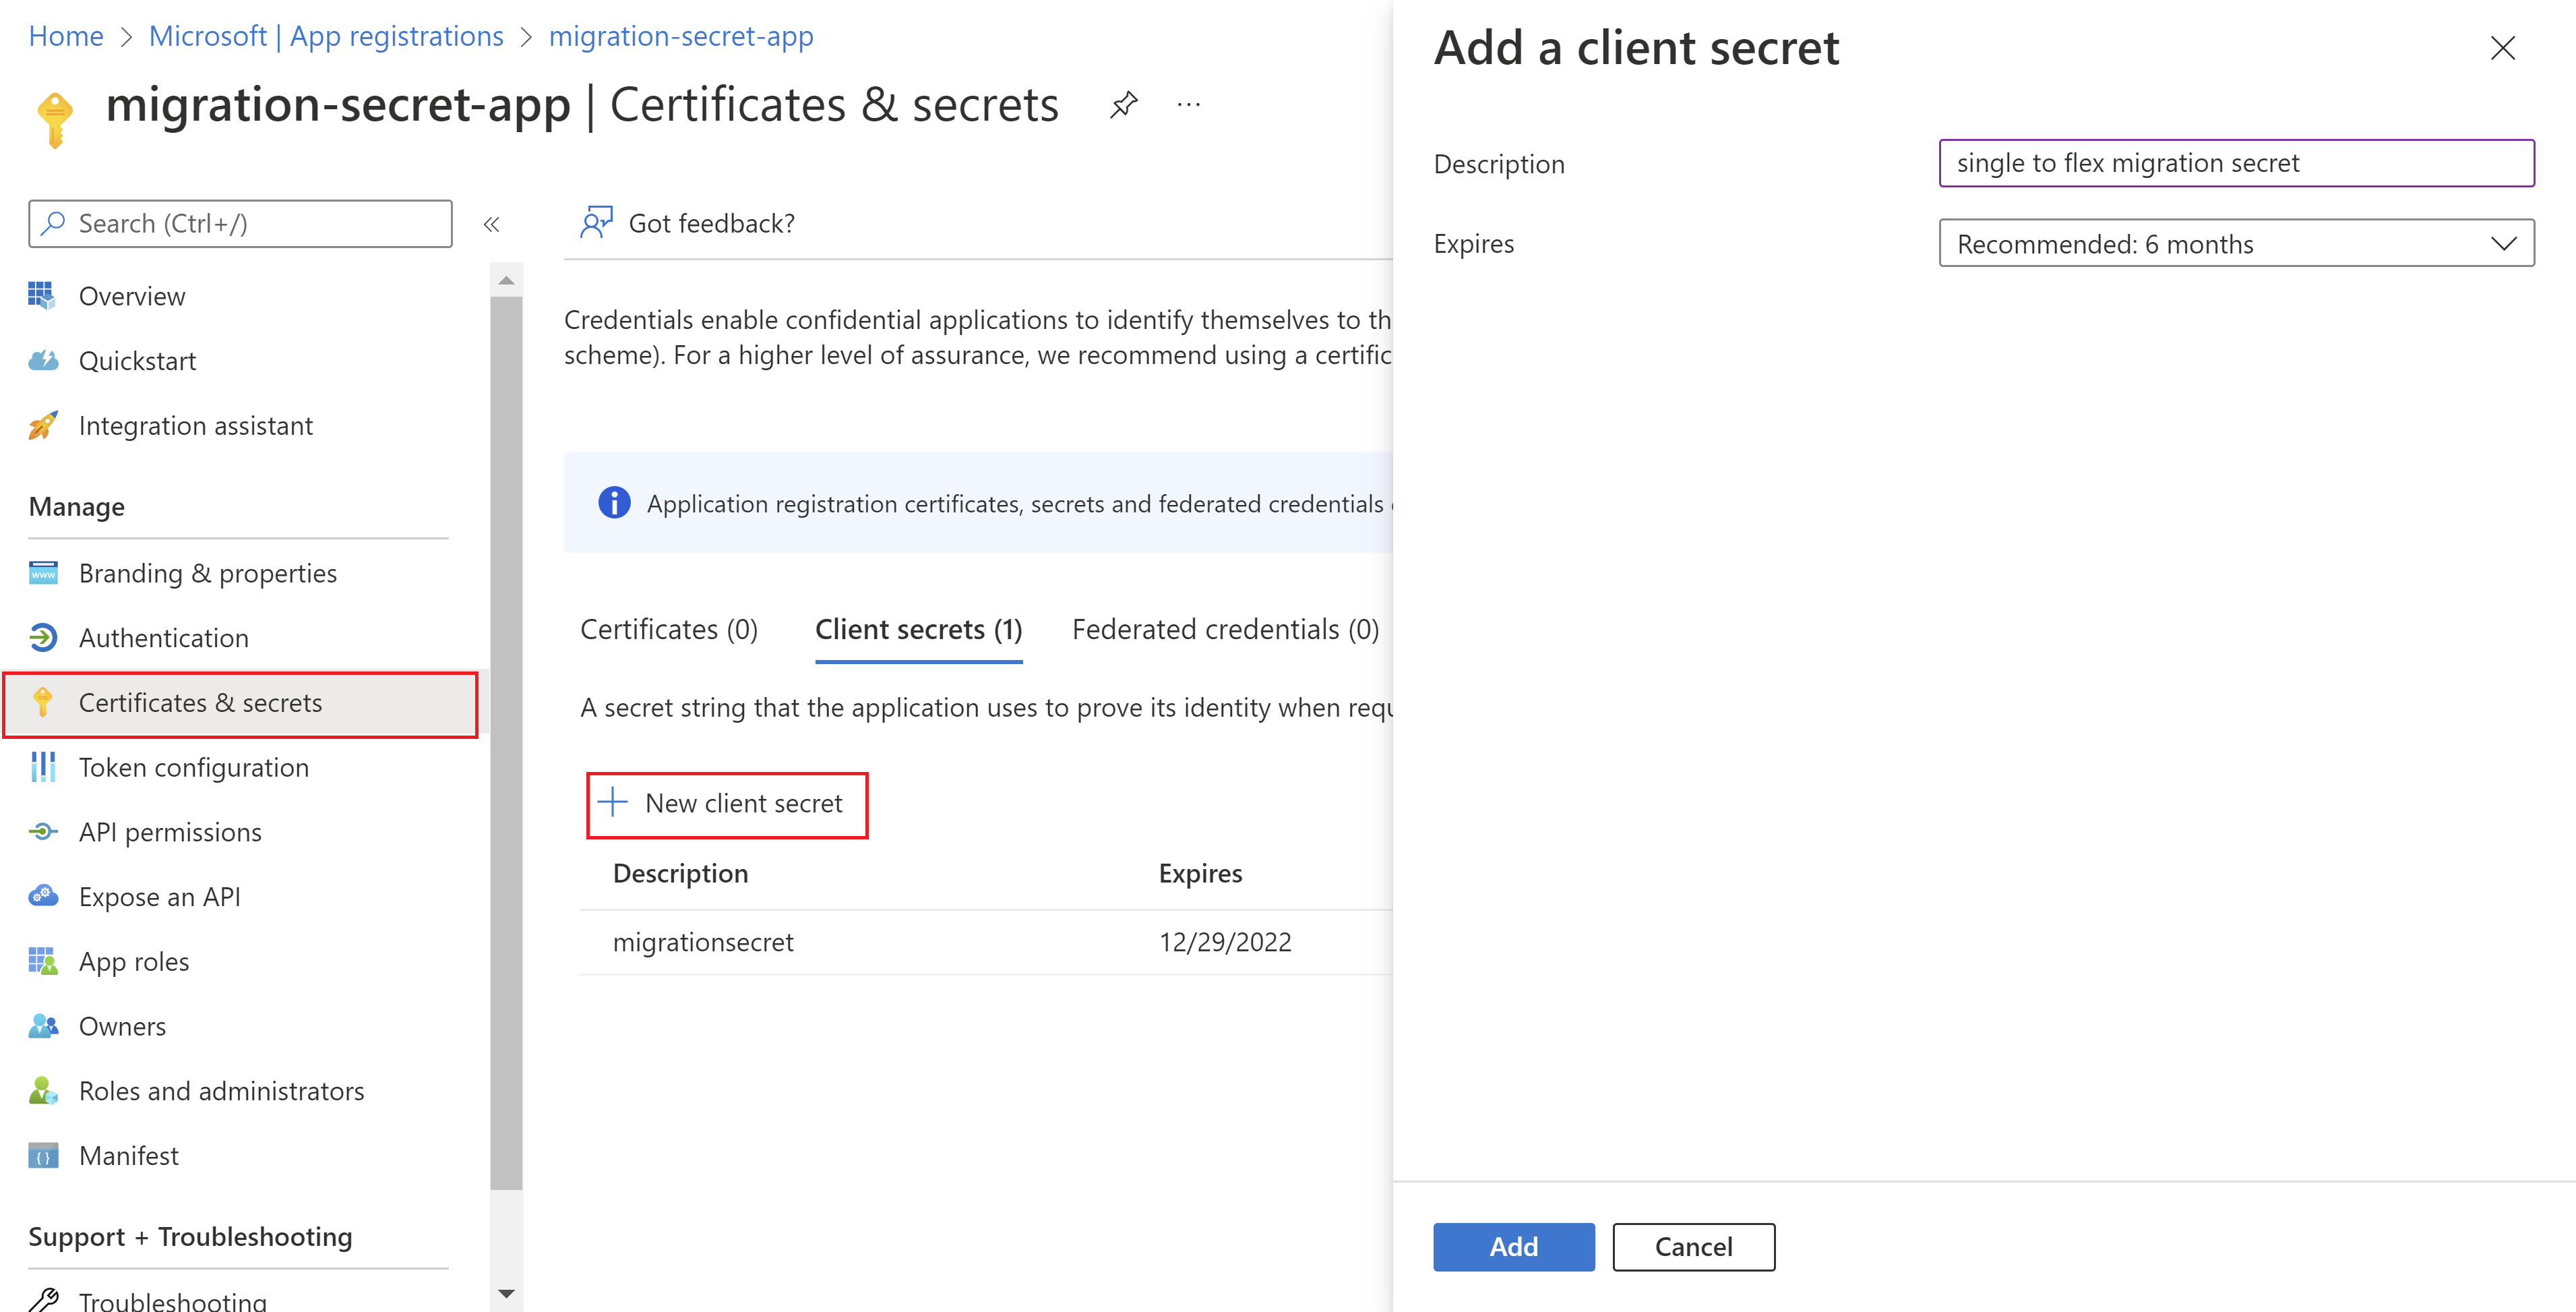 Home > Microsoft | App registrations > migration-secret-app
migration-secret-app | Certificates & secrets
Search (Ctrl+/)
Overview
Quickstart
Integration assistant
Manage
Branding & properties
Authentication
Certificates & secrets
Token configuration
API permissions
Expose an API
App roles
Owners
Roles and administrators
Manifest
Support + Troubleshooting
Troubleshooting
Got feedback?
Credentials enable confidential applications to identify themselves to th
scheme). For a higher level of assurance, we recommend using a certific
Application registration certificates, secrets and federated credentials
Certificates (0) Client secrets (1) Federated credentials (0)
A secret string that the application uses to prove its identity when requ
New client secret
Description Expires
migrationsecret 12/29/2022
Add a client secret
Description single to flex migration secret
Expires Recommended: 6 months
Add Cancel